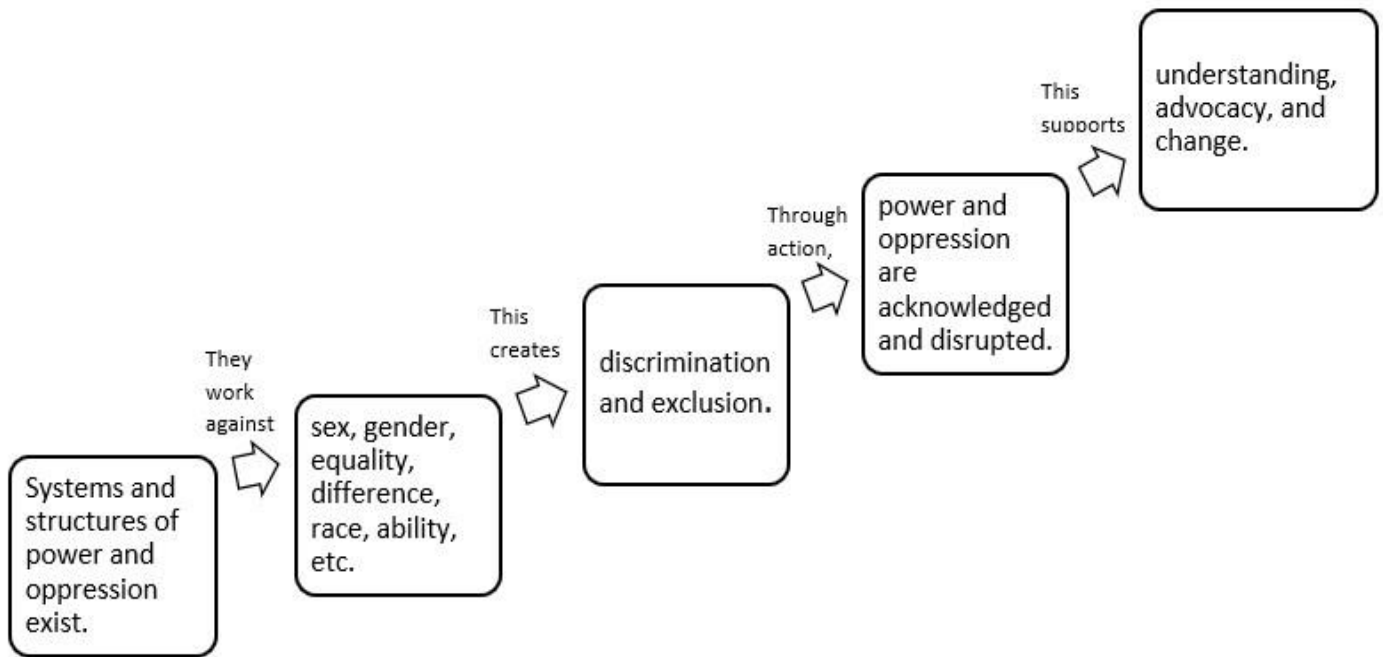 Systems and
structures of
power and
oppression
exist.
They
work
against
sex, gender,
equality,
difference,
race, ability,
etc.
This
creates
discrimination
and exclusion.
Through
action,
power and
oppression
are
acknowledged
and disrupted.
This
supports
understanding,
advocacy, and
change.